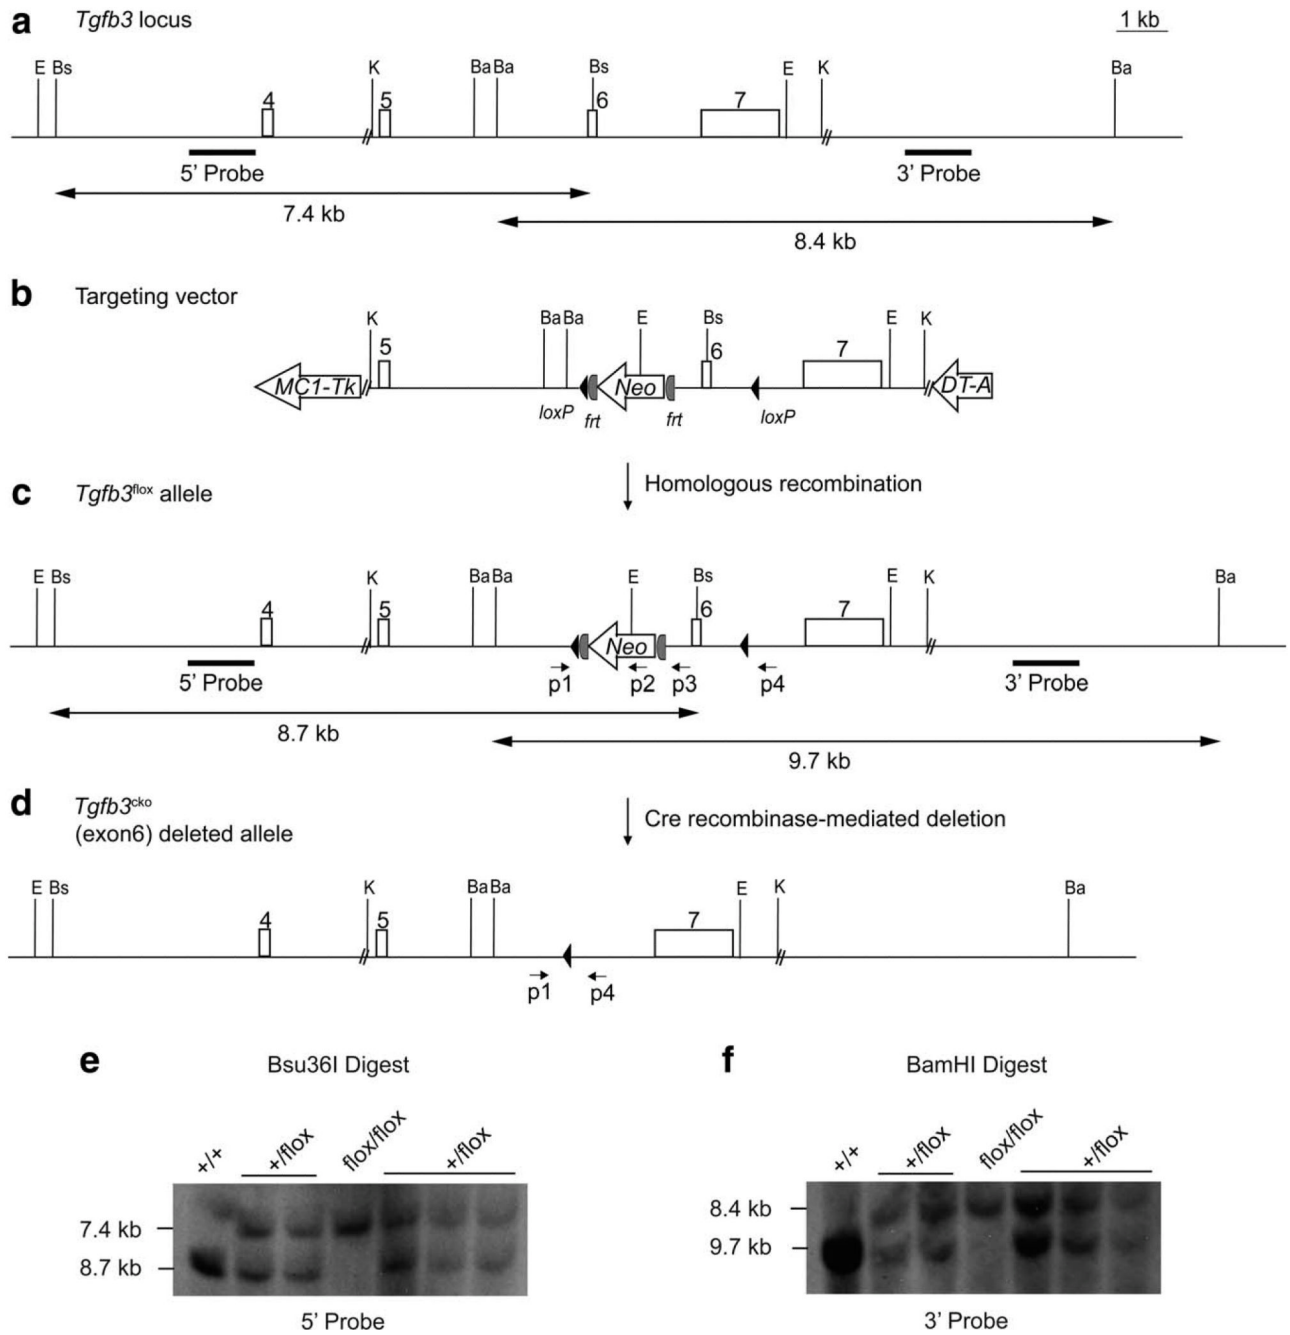 a Tgfb3 locus 1 kb
E Bs K Ba Ba Bs E K Ba
4 5 6 7
5' Probe 3' Probe
7.4 kb
8.4 kb
b Targeting vector
K Ba Ba E Bs E K
5 6 7
MC1-Tk Neo DT-A
loxP frt frt loxP
Homologous recombination
c Tgfb3flox allele
E Bs K Ba Ba E Bs E K Ba
4 5 6 7
Neo
5' Probe p1 p2 p3 p4 3' Probe
8.7 kb
9.7 kb
d Tgfb3cko
(exon6) deleted allele
Cre recombinase-mediated deletion
E Bs K Ba Ba E K Ba
4 5 7
p1 p4
e Bsu36I Digest
+/+ +/flox flox/flox +/flox
7.4 kb
8.7 kb
5' Probe
f BamHI Digest
+/+ +/flox flox/flox +/flox
8.4 kb
9.7 kb
3' Probe